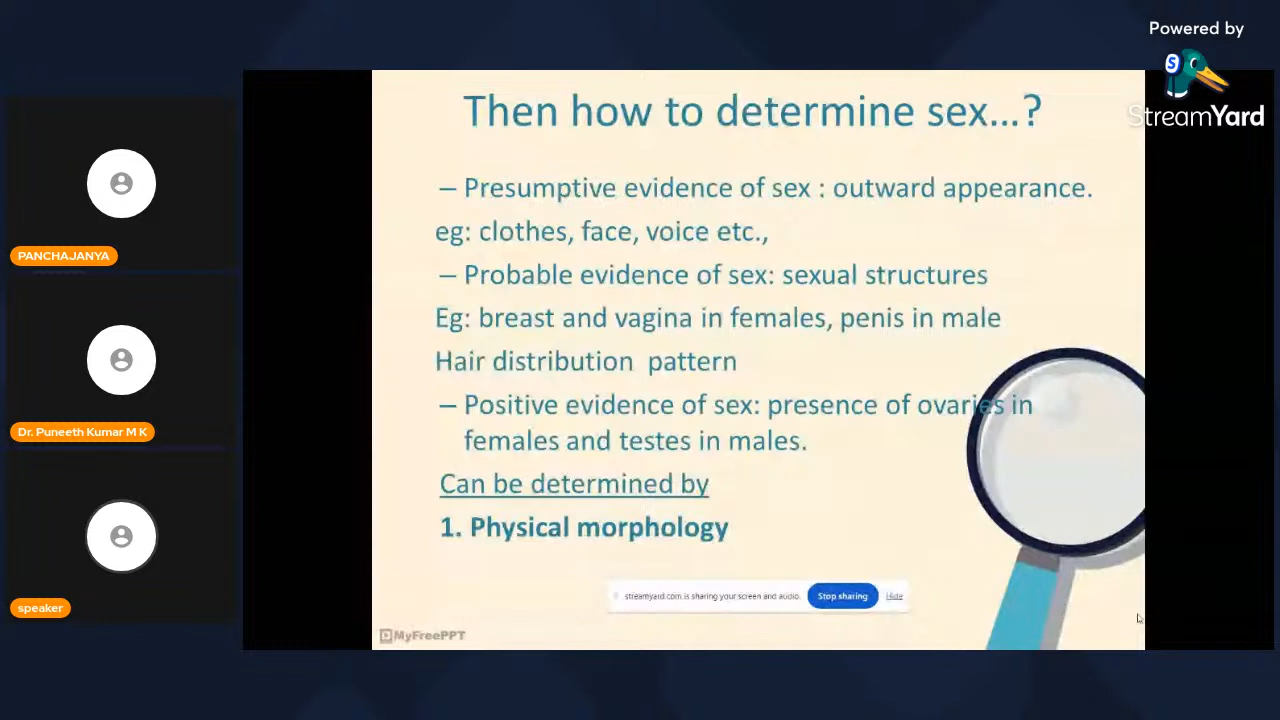 Powered by
StreamYard
Then how to determine sex...?
– Presumptive evidence of sex : outward appearance.
eg: clothes, face, voice etc.,
– Probable evidence of sex: sexual structures
Eg: breast and vagina in females, penis in male
Hair distribution  pattern
– Positive evidence of sex: presence of ovaries in
females and testes in males.
Can be determined by
1. Physical morphology
streamyard.com is sharing your screen and audio.
Stop sharing
Hide
MyFreePPT
PANCHAJANYA
Dr. Puneeth Kumar M K
speaker